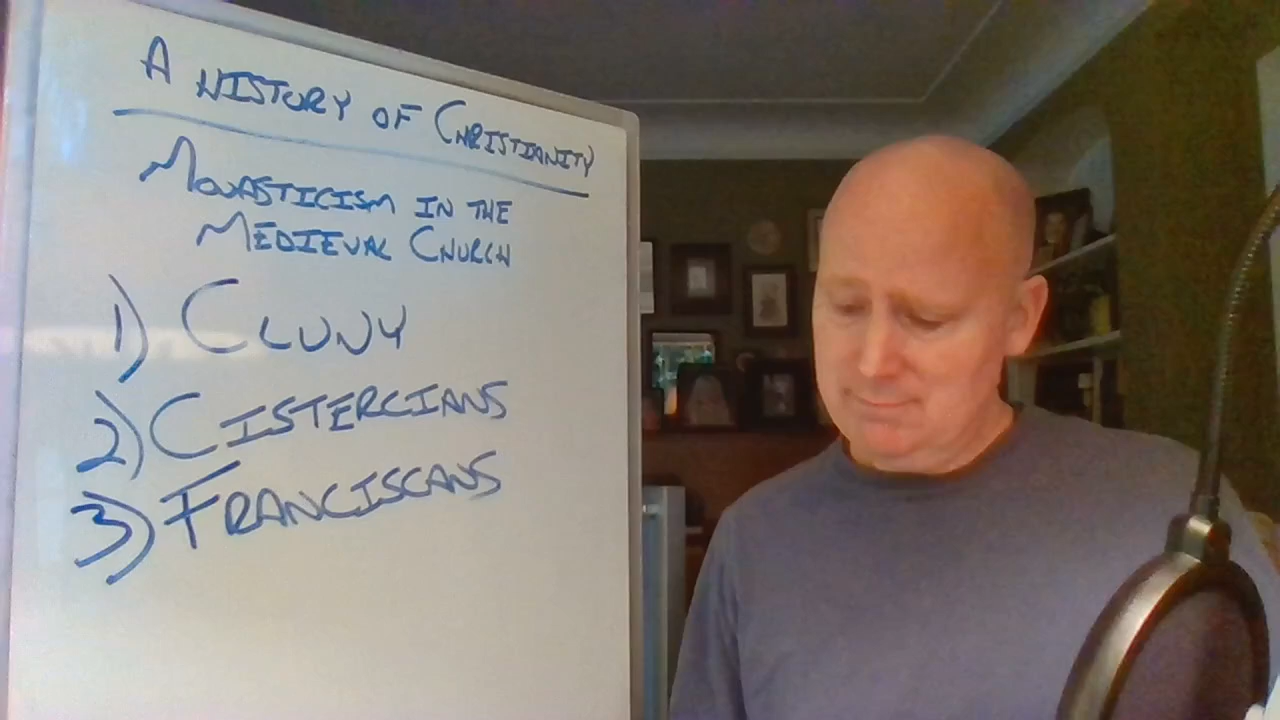 A HISTORY OF CHRISTIANITY
MONASTICISM IN THE
MEDIEVAL CHURCH
1) CLUNY
2) CISTERCIANS
3) FRANCISCANS